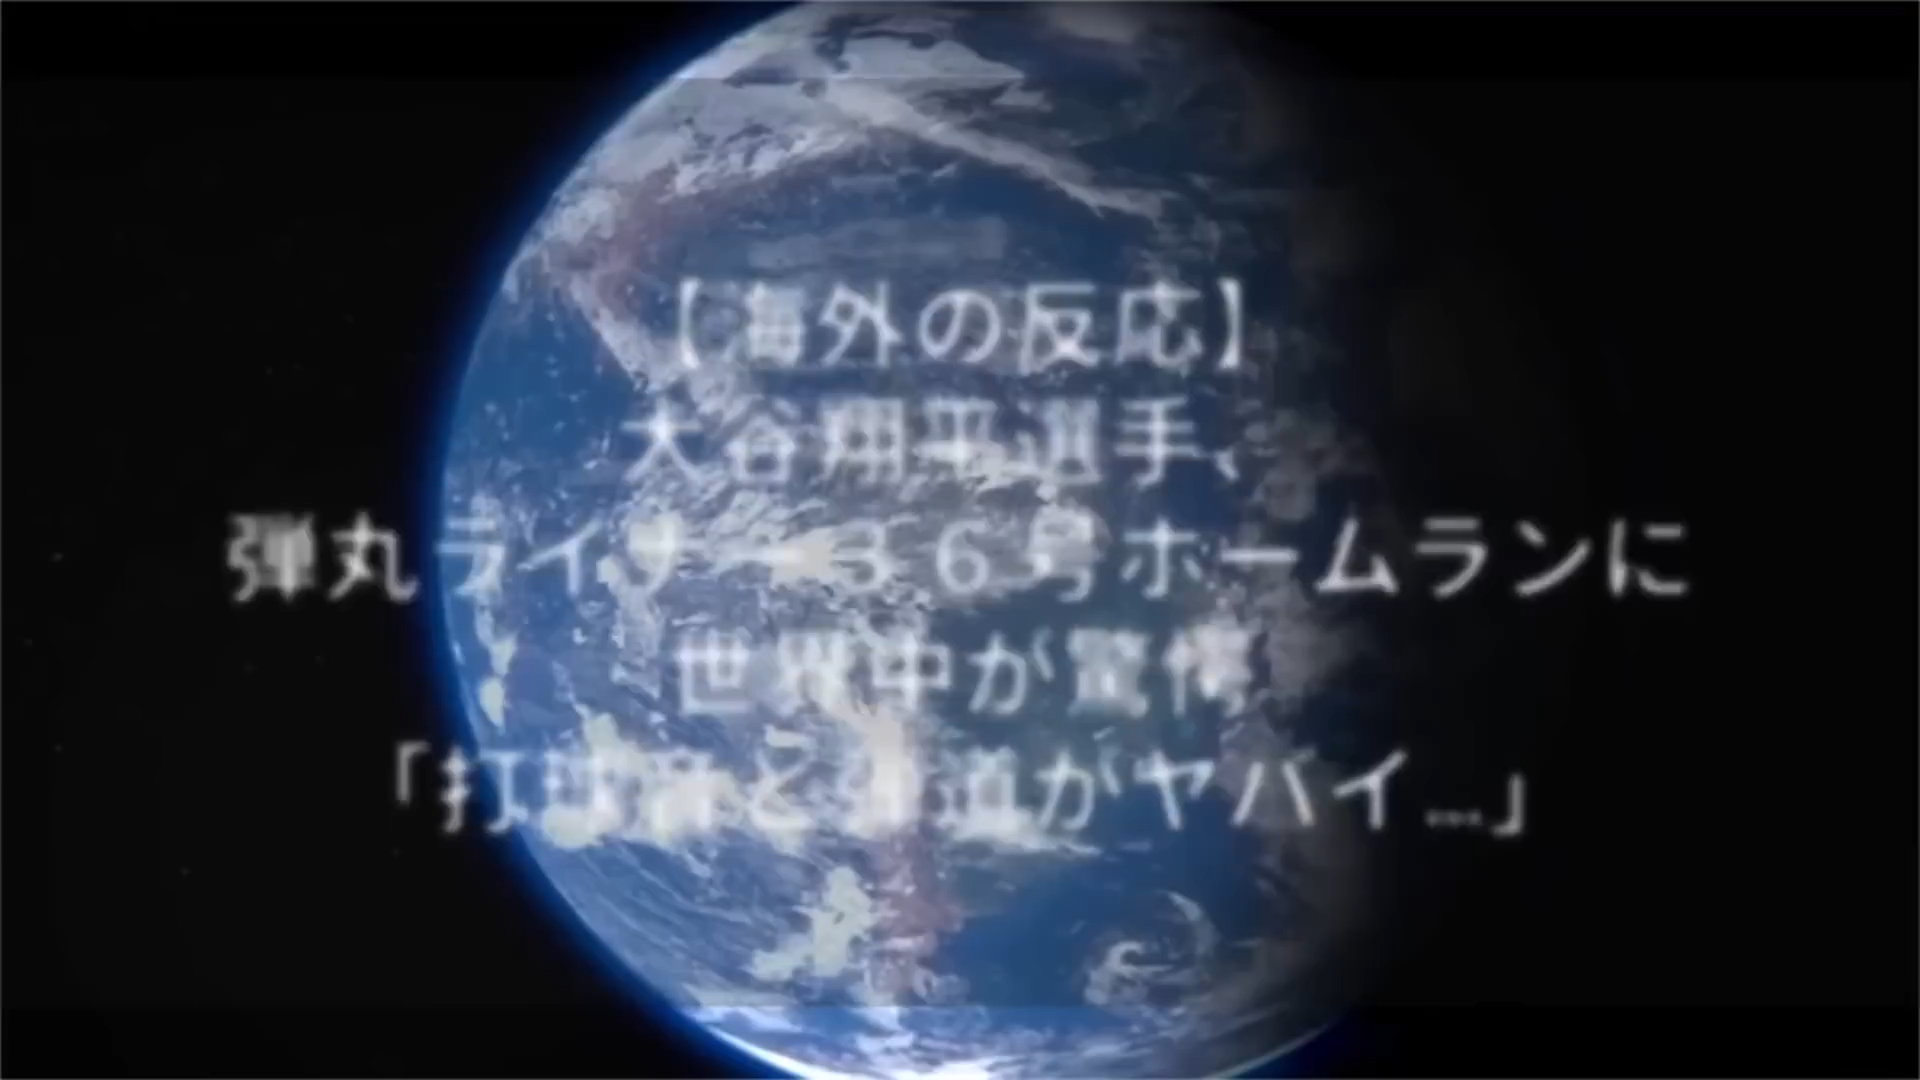 【海外の反応】
大谷翔平選手、
弾丸ライナー３６号ホームランに
世界中が驚愕
「打球音と弾道がヤバイ…」